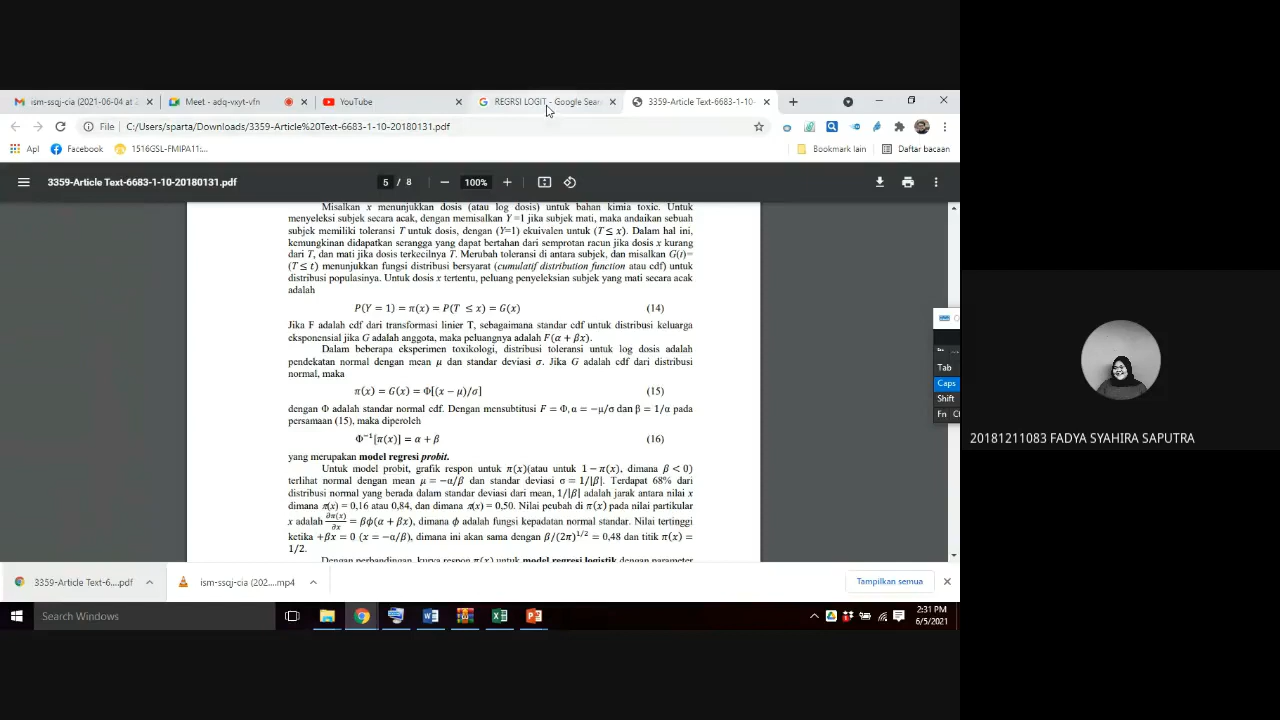 ism-ssqj-cia (2021-06-04 at 2
Meet - adq-vxyt-vfn
YouTube
REGRSI LOGIT - Google Sear
3359-Article Text-6683-1-10-
File C:/Users/sparta/Downloads/3359-Article%20Text-6683-1-10-20180131.pdf
Apl
Facebook
1516GSL-FMIPA11:...
Bookmark lain
Daftar bacaan
3359-Article Text-6683-1-10-20180131.pdf
5 / 8
100%
Misalkan x menunjukkan dosis (atau log dosis) untuk bahan kimia toxic. Untuk
menyeleksi subjek secara acak, dengan memisalkan Y =1 jika subjek mati, maka andaikan sebuah
subjek memiliki toleransi T untuk dosis, dengan (Y=1) ekuivalen untuk (T ≤ x). Dalam hal ini,
kemungkinan didapatkan serangga yang dapat bertahan dari semprotan racun jika dosis x kurang
dari T, dan mati jika dosis terkecilnya T. Merubah toleransi di antara subjek, dan misalkan G(t)=
(T ≤ t) menunjukkan fungsi distribusi bersyarat (cumulatif distribution function atau cdf) untuk
distribusi populasinya. Untuk dosis x tertentu, peluang penyeleksian subjek yang mati secara acak
adalah
P(Y = 1) = π(x) = P(T ≤ x) = G(x) (14)
Jika F adalah cdf dari transformasi linier T, sebagaimana standar cdf untuk distribusi keluarga
eksponensial jika G adalah anggota, maka peluangnya adalah F(α + βx).
Dalam beberapa eksperimen toxikologi, distribusi toleransi untuk log dosis adalah
pendekatan normal dengan mean μ dan standar deviasi σ. Jika G adalah cdf dari distribusi
normal, maka
π(x) = G(x) = Φ[(x − μ)/σ] (15)
dengan Φ adalah standar normal cdf. Dengan mensubtitusi F = Φ, α = −μ/σ dan β = 1/α pada
persamaan (15), maka diperoleh
Φ⁻¹[π(x)] = α + β (16)
yang merupakan model regresi probit.
Untuk model probit, grafik respon untuk π(x)(atau untuk 1 − π(x), dimana β < 0)
terlihat normal dengan mean μ = −α/β dan standar deviasi σ = 1/|β|. Terdapat 68% dari
distribusi normal yang berada dalam standar deviasi dari mean, 1/|β| adalah jarak antara nilai x
dimana π(x) = 0,16 atau 0,84, dan dimana π(x) = 0,50. Nilai peubah di π(x) pada nilai partikular
x adalah ∂π(x)/∂x = βϕ(α + βx), dimana ϕ adalah fungsi kepadatan normal standar. Nilai tertinggi
ketika +βx = 0 (x = −α/β), dimana ini akan sama dengan β/(2π)^1/2 = 0,48 dan titik π(x) =
1/2.
Dengan perbandingan, kurva respon π(x) untuk model regresi logistik dengan parameter
Tab
Caps
Shift
Fn
20181211083 FADYA SYAHIRA SAPUTRA
3359-Article Text-6....pdf
ism-ssqj-cia (202....mp4
Tampilkan semua
Search Windows
2:31 PM
6/5/2021